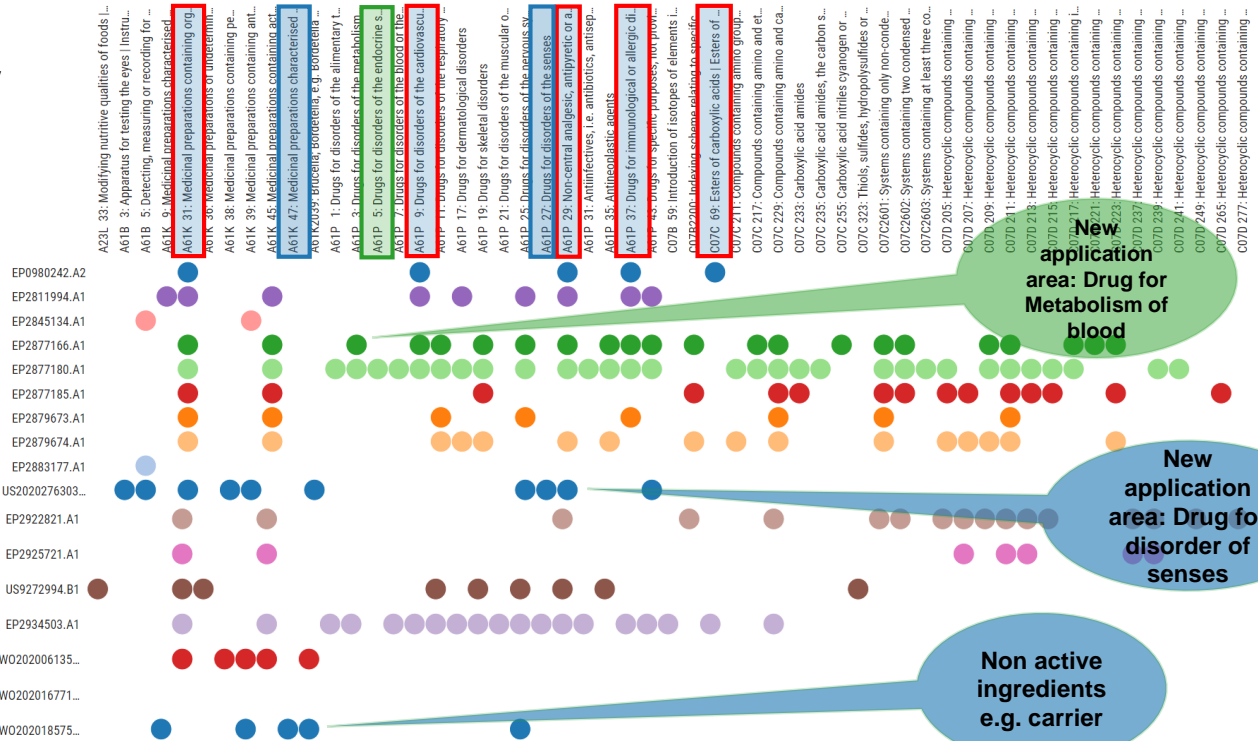 A23L 33: Modifying nutritive qualities of foods |...
A61B 3: Apparatus for testing the eyes | Instru...
A61B 5: Detecting, measuring or recording for ...
A61K 9: Medicinal preparations characterised...
A61K 31: Medicinal preparations containing org...
A61K 36: Medicinal preparations of undetermin...
A61K 38: Medicinal preparations containing pe...
A61K 39: Medicinal preparations containing ant...
A61K 45: Medicinal preparations containing act...
A61K 47: Medicinal preparations characterised ...
A61K2039: Brucella; Bordetella, e.g. Bordetella ...
A61P 1: Drugs for disorders of the alimentary t...
A61P 3: Drugs for disorders of the metabolism
A61P 5: Drugs for disorders of the endocrine s...
A61P 7: Drugs for disorders of the blood or the...
A61P 9: Drugs for disorders of the cardiovascu...
A61P 11: Drugs for disorders of the respiratory ...
A61P 17: Drugs for dermatological disorders
A61P 19: Drugs for skeletal disorders
A61P 21: Drugs for disorders of the muscular o...
A61P 25: Drugs for disorders of the nervous sy...
A61P 27: Drugs for disorders of the senses
A61P 29: Non-central analgesic, antipyretic or a...
A61P 31: Antiinfectives, i.e. antibiotics, antisep...
A61P 35: Antineoplastic agents
A61P 37: Drugs for immunological or allergic di...
A61P 43: Drugs for specific purposes, not provi...
C07B 59: Introduction of isotopes of elements i...
C07B2200: Indexing scheme relating to specific...
C07C 69: Esters of carboxylic acids | Esters of ...
C07C 211: Compounds containing amino group...
C07C 217: Compounds containing amino and et...
C07C 229: Compounds containing amino and ca...
C07C 233: Carboxylic acid amides
C07C 235: Carboxylic acid amides, the carbon s...
C07C 255: Carboxylic acid nitriles cyanogen or ...
C07C 323: Thiols, sulfides, hydropolysulfides or ...
C07C2601: Systems containing only non-conde...
C07C2602: Systems containing two condensed ...
C07C2603: Systems containing at least three co...
C07D 205: Heterocyclic compounds containing ...
C07D 207: Heterocyclic compounds containing ...
C07D 209: Heterocyclic compounds containing ...
C07D 211: Heterocyclic compounds containing ...
C07D 213: Heterocyclic compounds containing ...
C07D 215: Heterocyclic compounds containing ...
C07D 217: Heterocyclic compounds containing i...
C07D 221: Heterocyclic compounds containing ...
C07D 223: Heterocyclic compounds containing ...
C07D 237: Heterocyclic compounds containing ...
C07D 239: Heterocyclic compounds containing ...
C07D 241: Heterocyclic compounds containing ...
C07D 249: Heterocyclic compounds containing ...
C07D 265: Heterocyclic compounds containing ...
C07D 277: Heterocyclic compounds containing ...
New
application
area: Drug for
Metabolism of
blood
EP0980242.A2
EP2811994.A1
EP2845134.A1
EP2877166.A1
EP2877180.A1
EP2877185.A1
EP2879673.A1
EP2879674.A1
EP2883177.A1
US2020276303...
EP2922821.A1
EP2925721.A1
US9272994.B1
EP2934503.A1
WO202006135...
WO202016771...
WO202018575...
New
application
area: Drug fo
disorder of
senses
Non active
ingredients
e.g. carrier